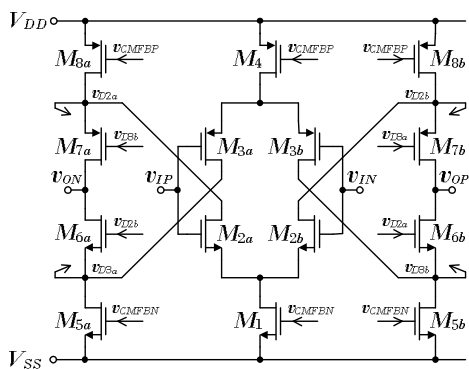 V_DD
M_8a v_CMFBP M_4 v_CMFBP v_CMFBP M_8b
v_D2a v_D2b
M_7a v_D3b M_3a M_3b v_D3a M_7b
v_ON v_IP v_IN v_OP
M_6a v_D2b M_2a M_2b v_D2a M_6b
v_D3a v_D3b
M_5a v_CMFBN M_1 v_CMFBN v_CMFBN M_5b
V_SS